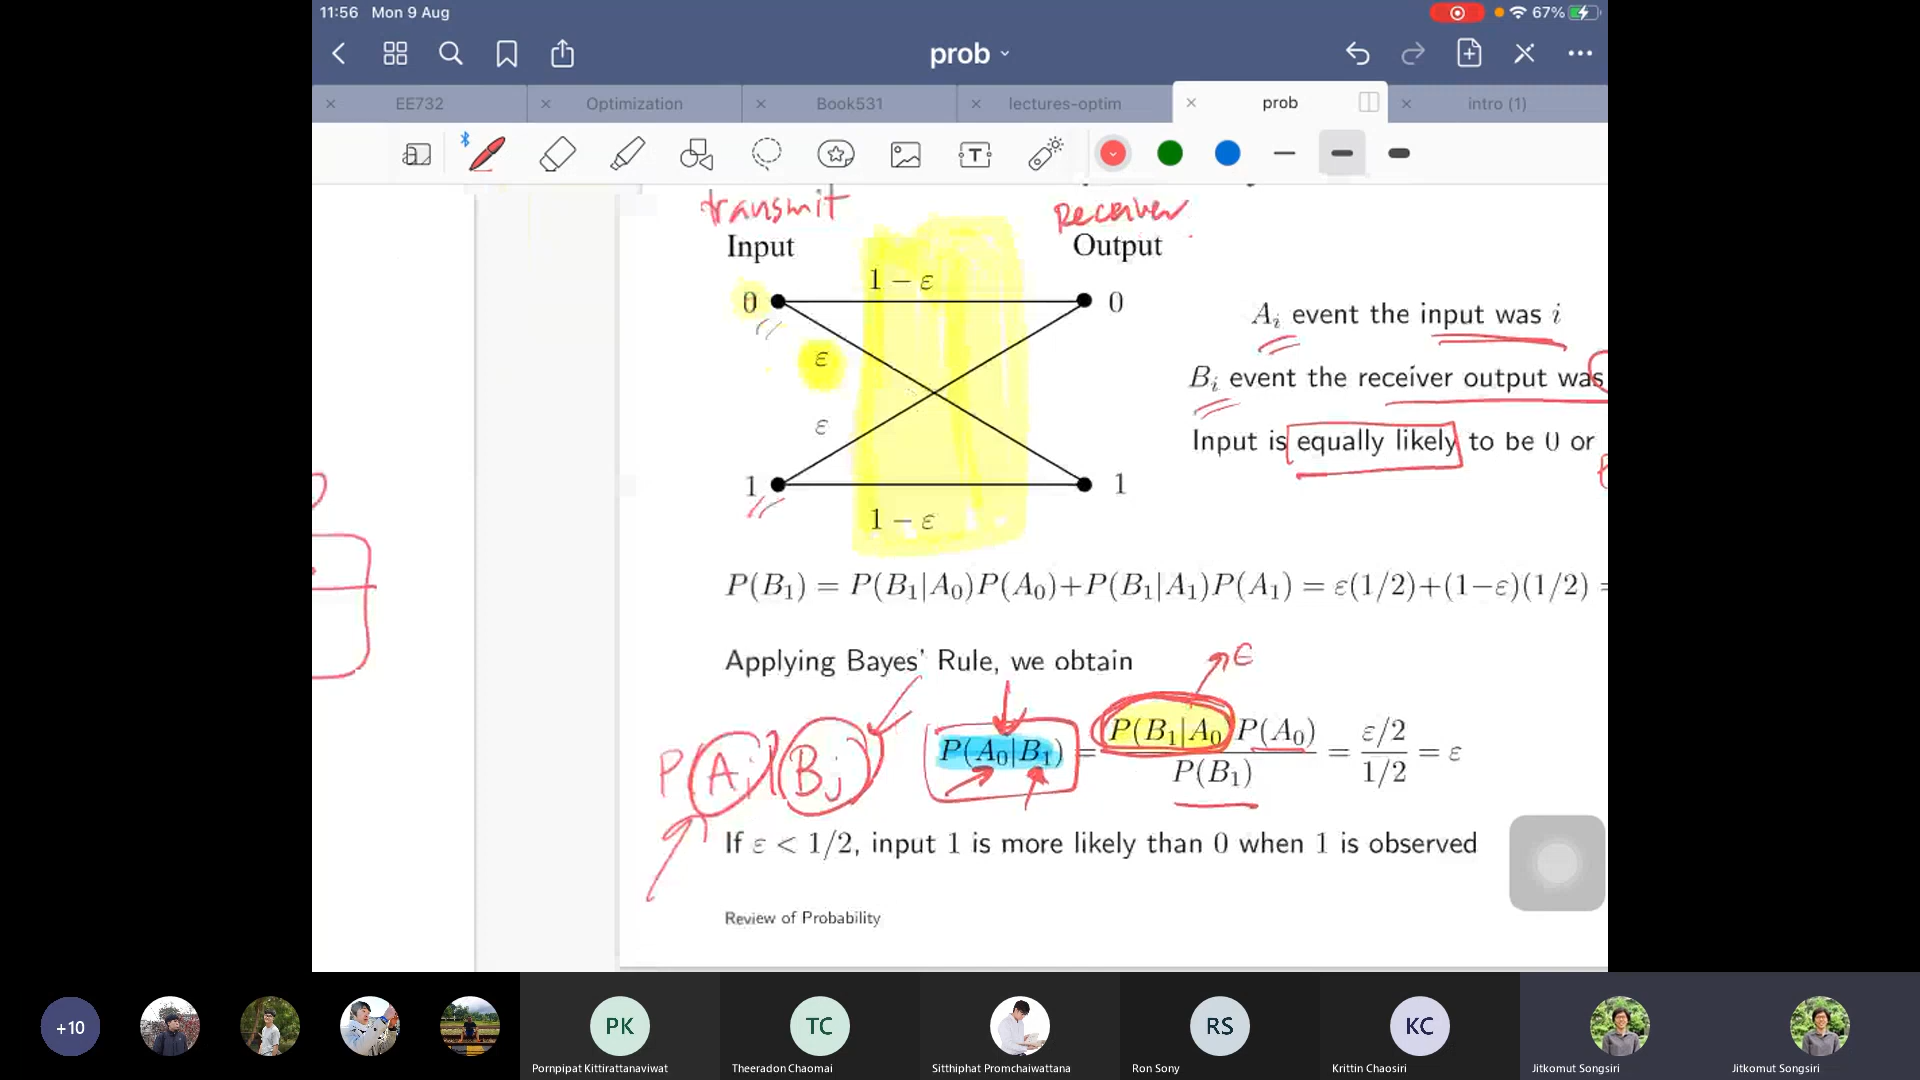 11:56 Mon 9 Aug
67%
prob
EE732
Optimization
Book531
lectures-optim
prob
intro (1)
transmit
Receiver
Input
Output
1 − ε
0
0
ε
ε
1
1
1 − ε
A_i event the input was i
B_i event the receiver output was
Input is equally likely to be 0 or
P(B_1) = P(B_1|A_0)P(A_0)+P(B_1|A_1)P(A_1) = ε(1/2)+(1−ε)(1/2) =
Applying Bayes' Rule, we obtain
ε
P(A_i|B_j)
P(A_0|B_1) = P(B_1|A_0)P(A_0) / P(B_1) = ε/2 / 1/2 = ε
If ε < 1/2, input 1 is more likely than 0 when 1 is observed
Review of Probability
+10
PK
TC
RS
KC
Pornpipat Kittirattanaviwat
Theeradon Chaomai
Sitthiphat Promchaiwattana
Ron Sony
Krittin Chaosiri
Jitkomut Songsiri
Jitkomut Songsiri